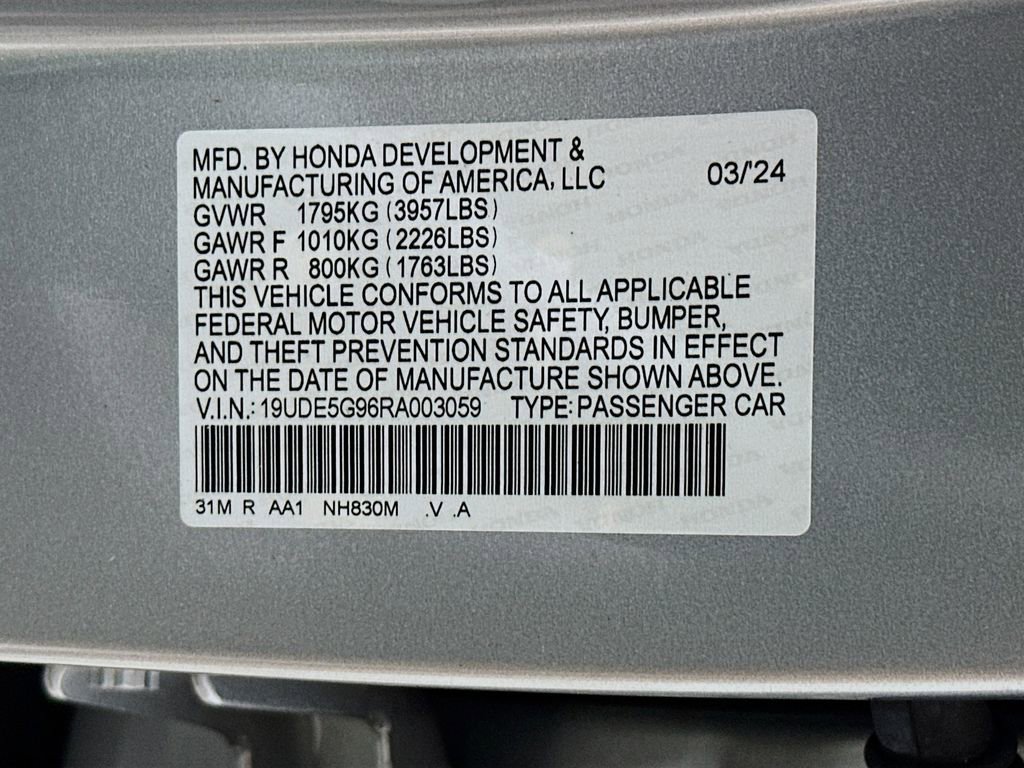 MFD. BY HONDA DEVELOPMENT &
MANUFACTURING OF AMERICA, LLC 03/'24
GVWR 1795KG (3957LBS)
GAWR F 1010KG (2226LBS)
GAWR R 800KG (1763LBS)
THIS VEHICLE CONFORMS TO ALL APPLICABLE
FEDERAL MOTOR VEHICLE SAFETY, BUMPER,
AND THEFT PREVENTION STANDARDS IN EFFECT
ON THE DATE OF MANUFACTURE SHOWN ABOVE.
V.I.N.: 19UDE5G96RA003059 TYPE: PASSENGER CAR
31M R AA1 NH830M .V .A